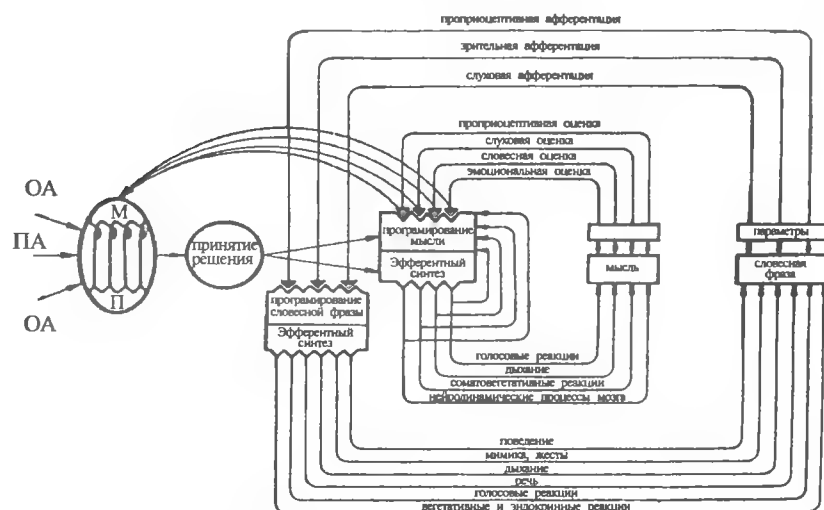 проприоцептивная афферентация
зрительная афферентация
слуховая афферентация
проприоцептивная оценка
слуховая оценка
словесная оценка
эмоциональная оценка
ОА
ПА
ОА
М
П
принятие
решения
програмирование
мысли
Эфферентный
синтез
мысль
параметры
словесная
фраза
програмирование
словесной фразы
Эфферентный
синтез
голосовые реакции
дыхание
соматовегетативные реакции
нейродинамические процессы мозга
поведение
мимика, жесты
дыхание
речь
голосовые реакции
вегетативные и эндокринные реакции